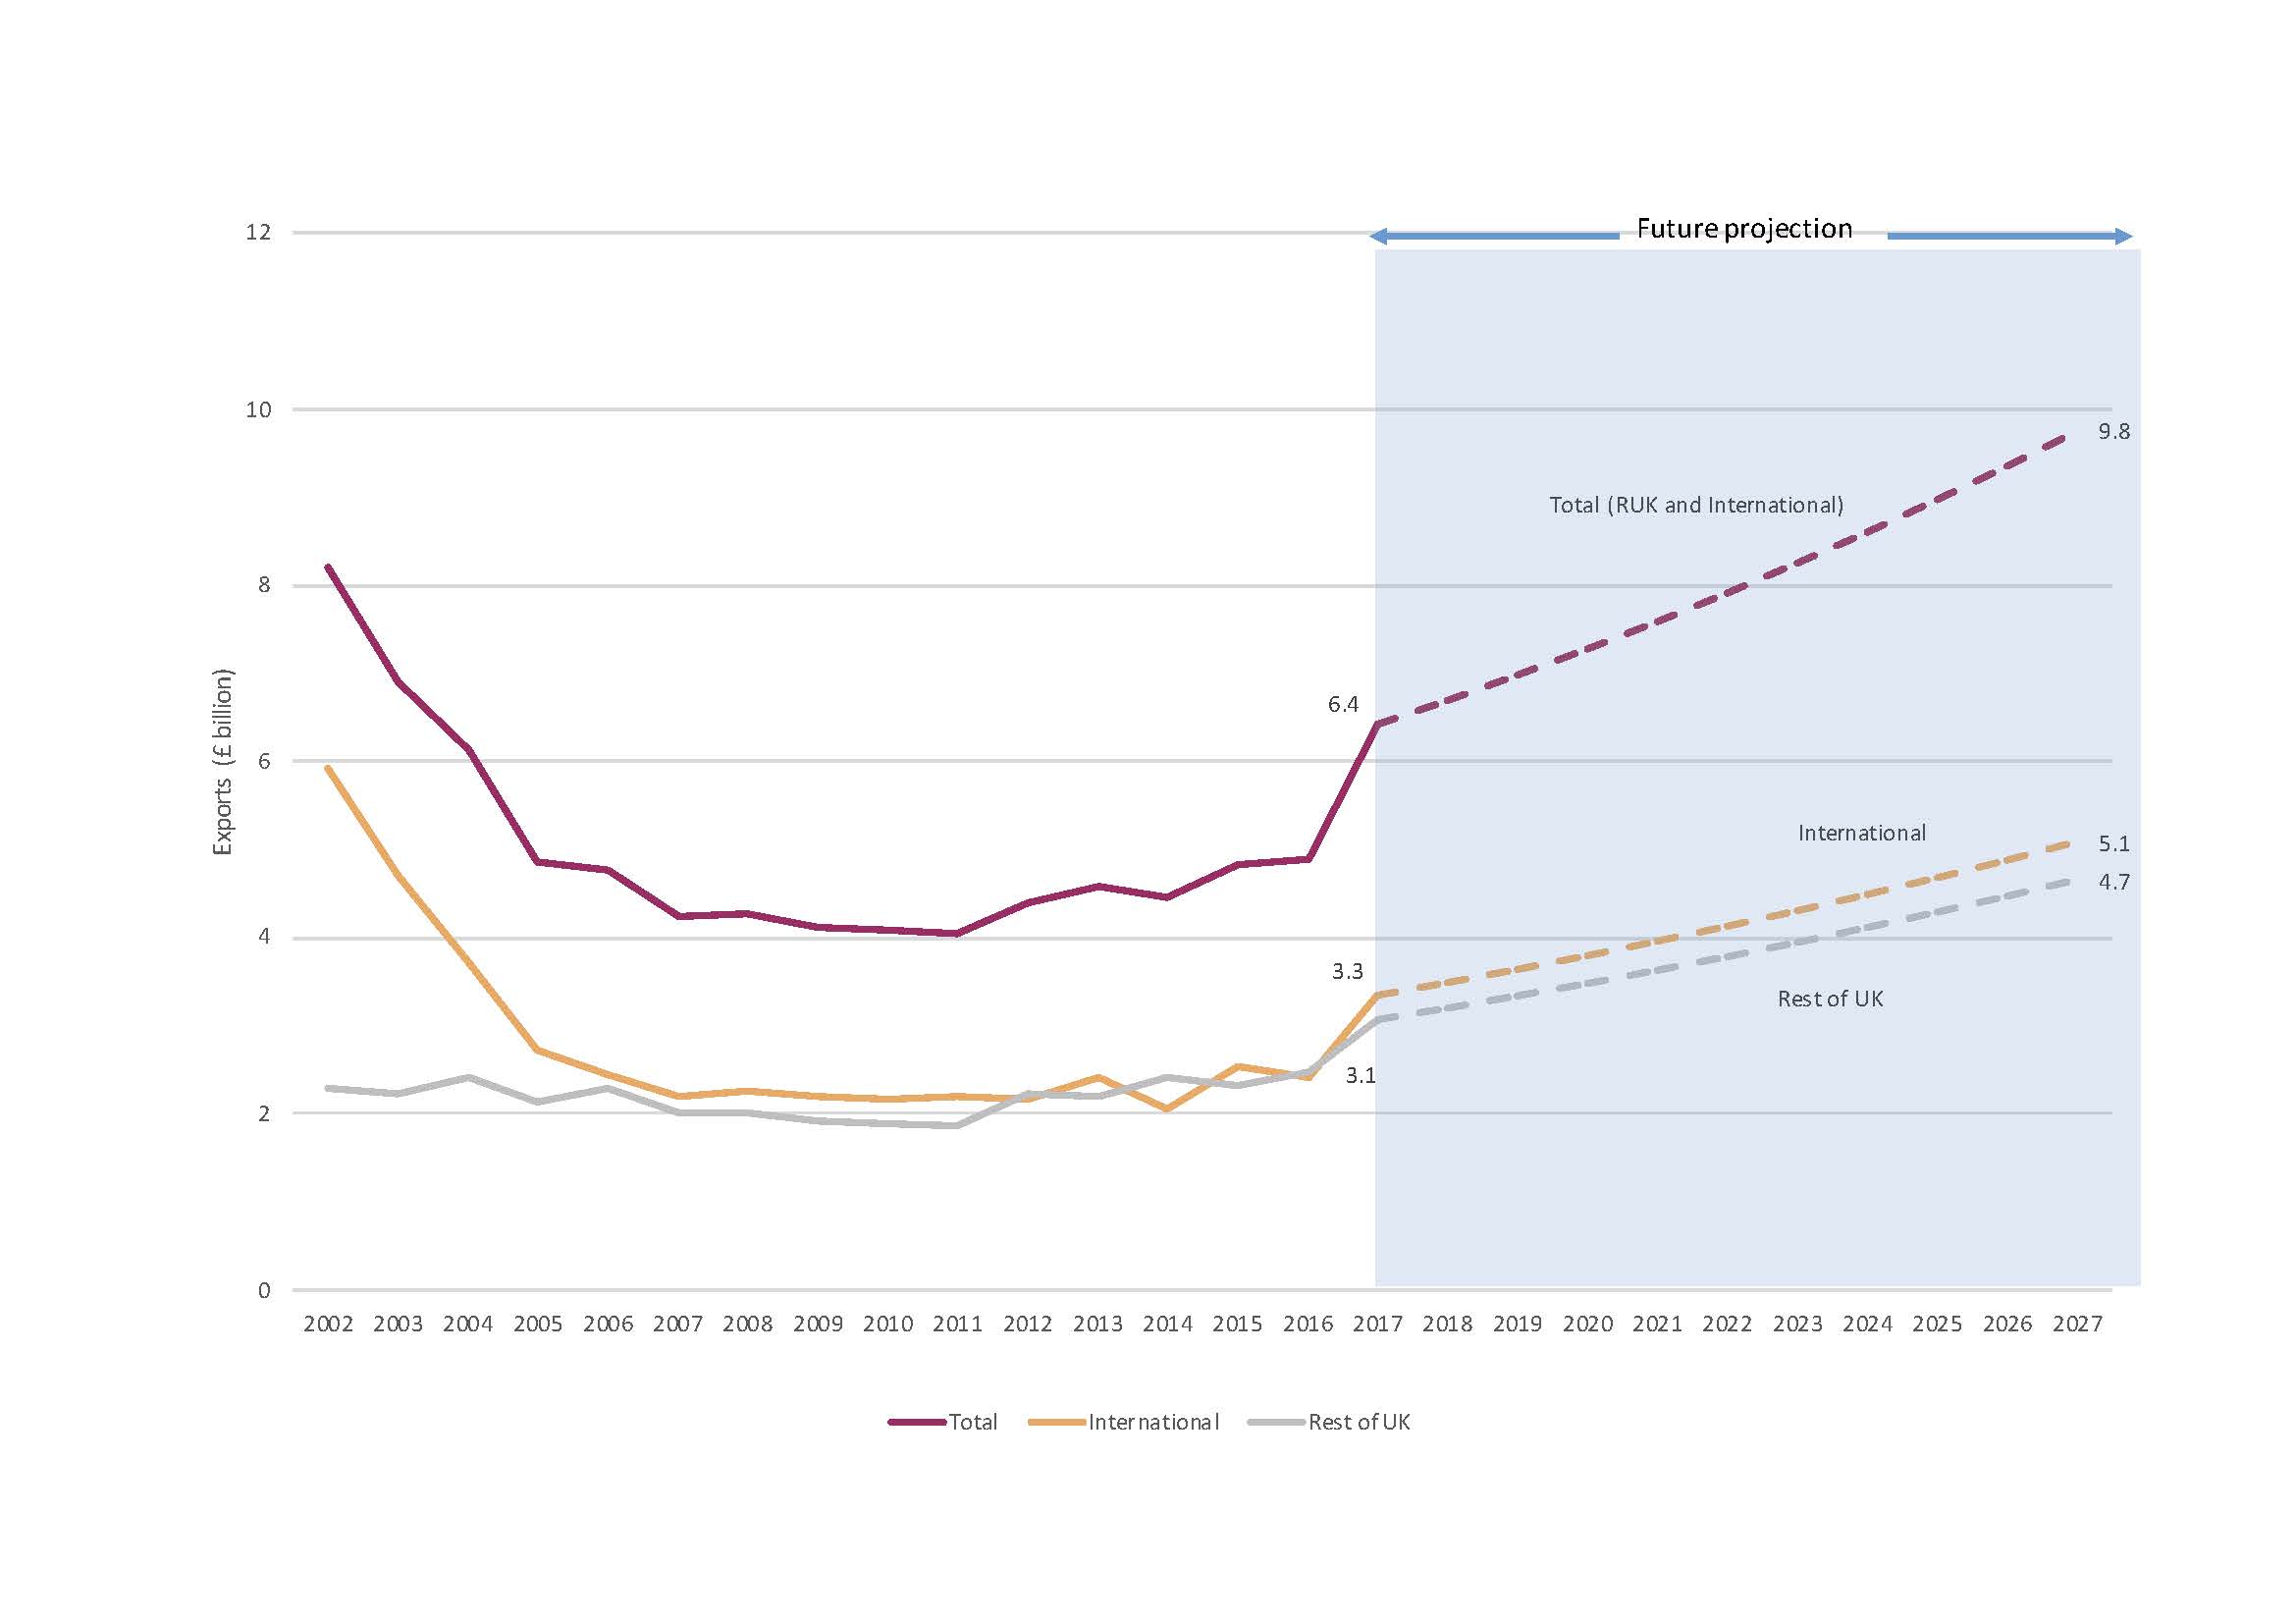 12
Future projection
10
9.8
Total (RUK and International)
8
6.4
Exports (£ billion)
6
International
5.1
4.7
4
3.3
Rest of UK
3.1
2
0
2002 2003 2004 2005 2006 2007 2008 2009 2010 2011 2012 2013 2014 2015 2016 2017 2018 2019 2020 2021 2022 2023 2024 2025 2026 2027
Total International Rest of UK